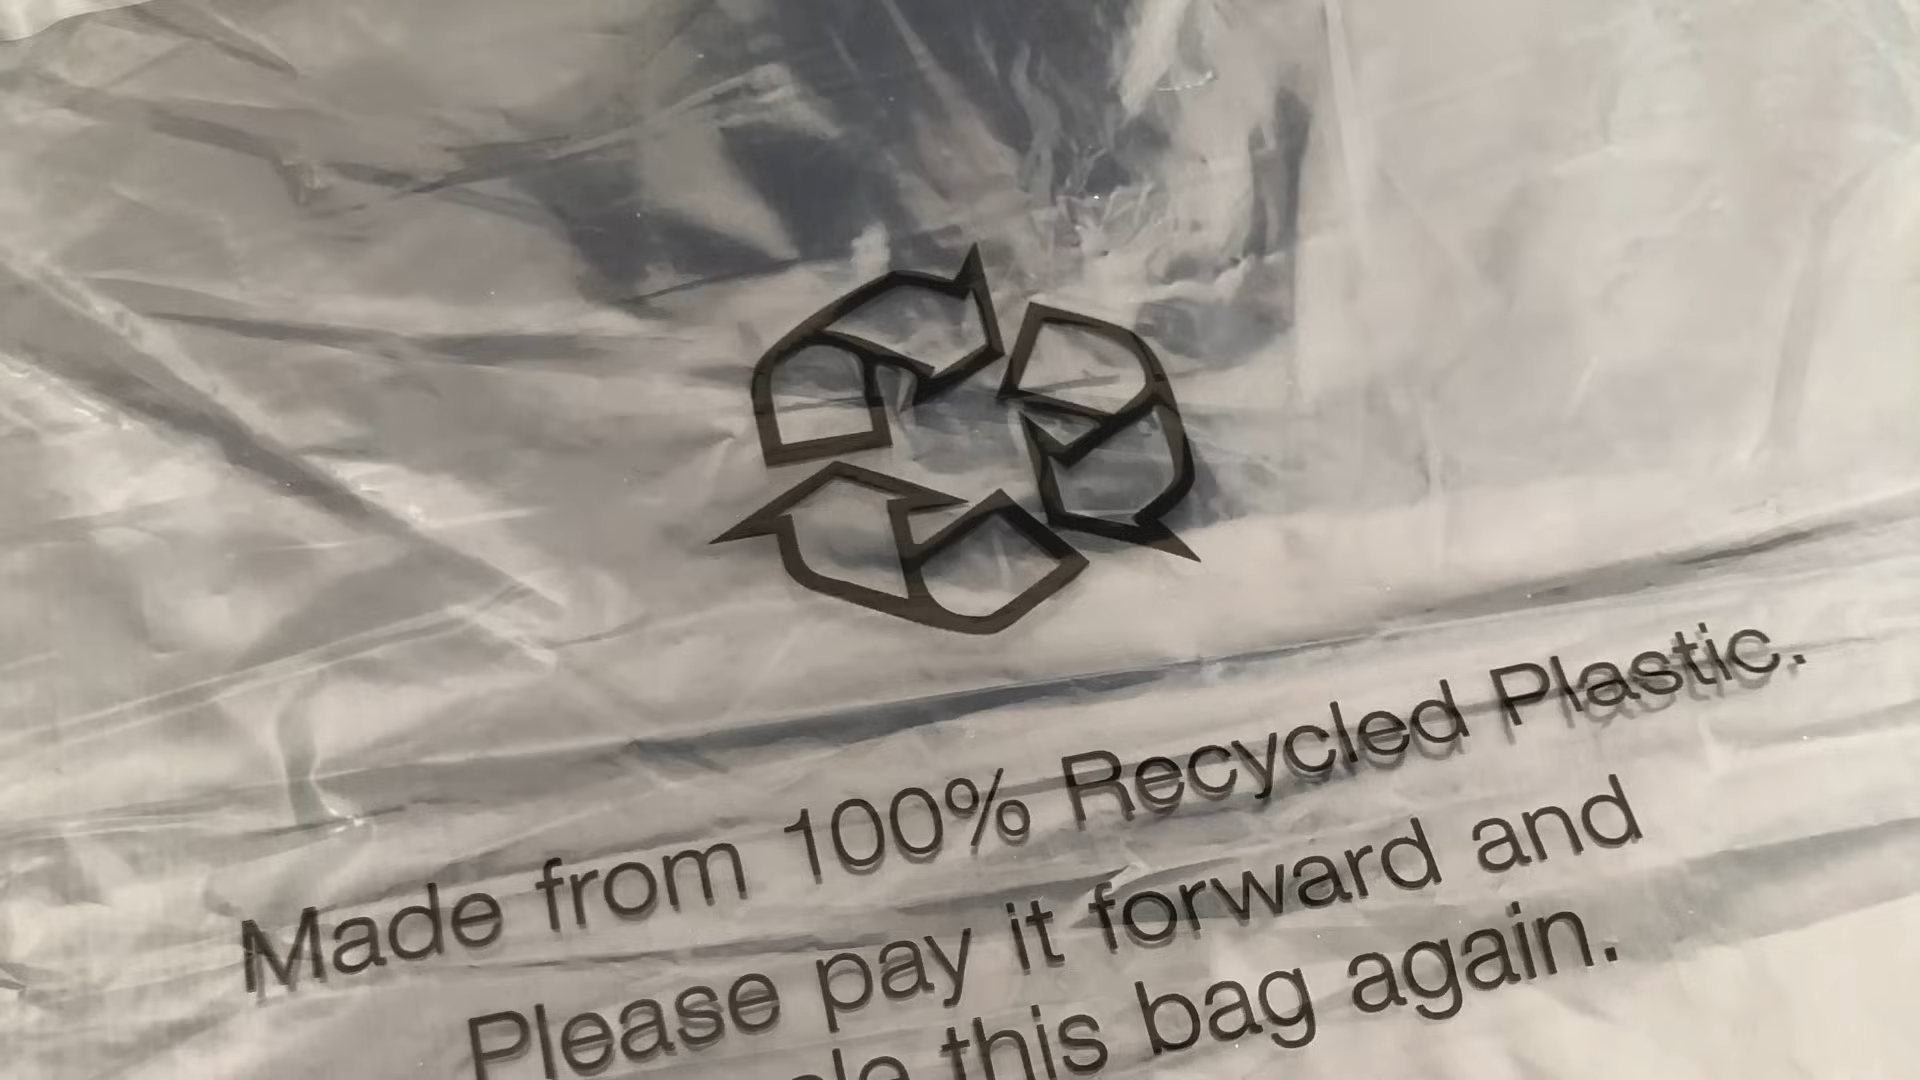 Made from 100% Recycled Plastic.
Please pay it forward and
this bag again.